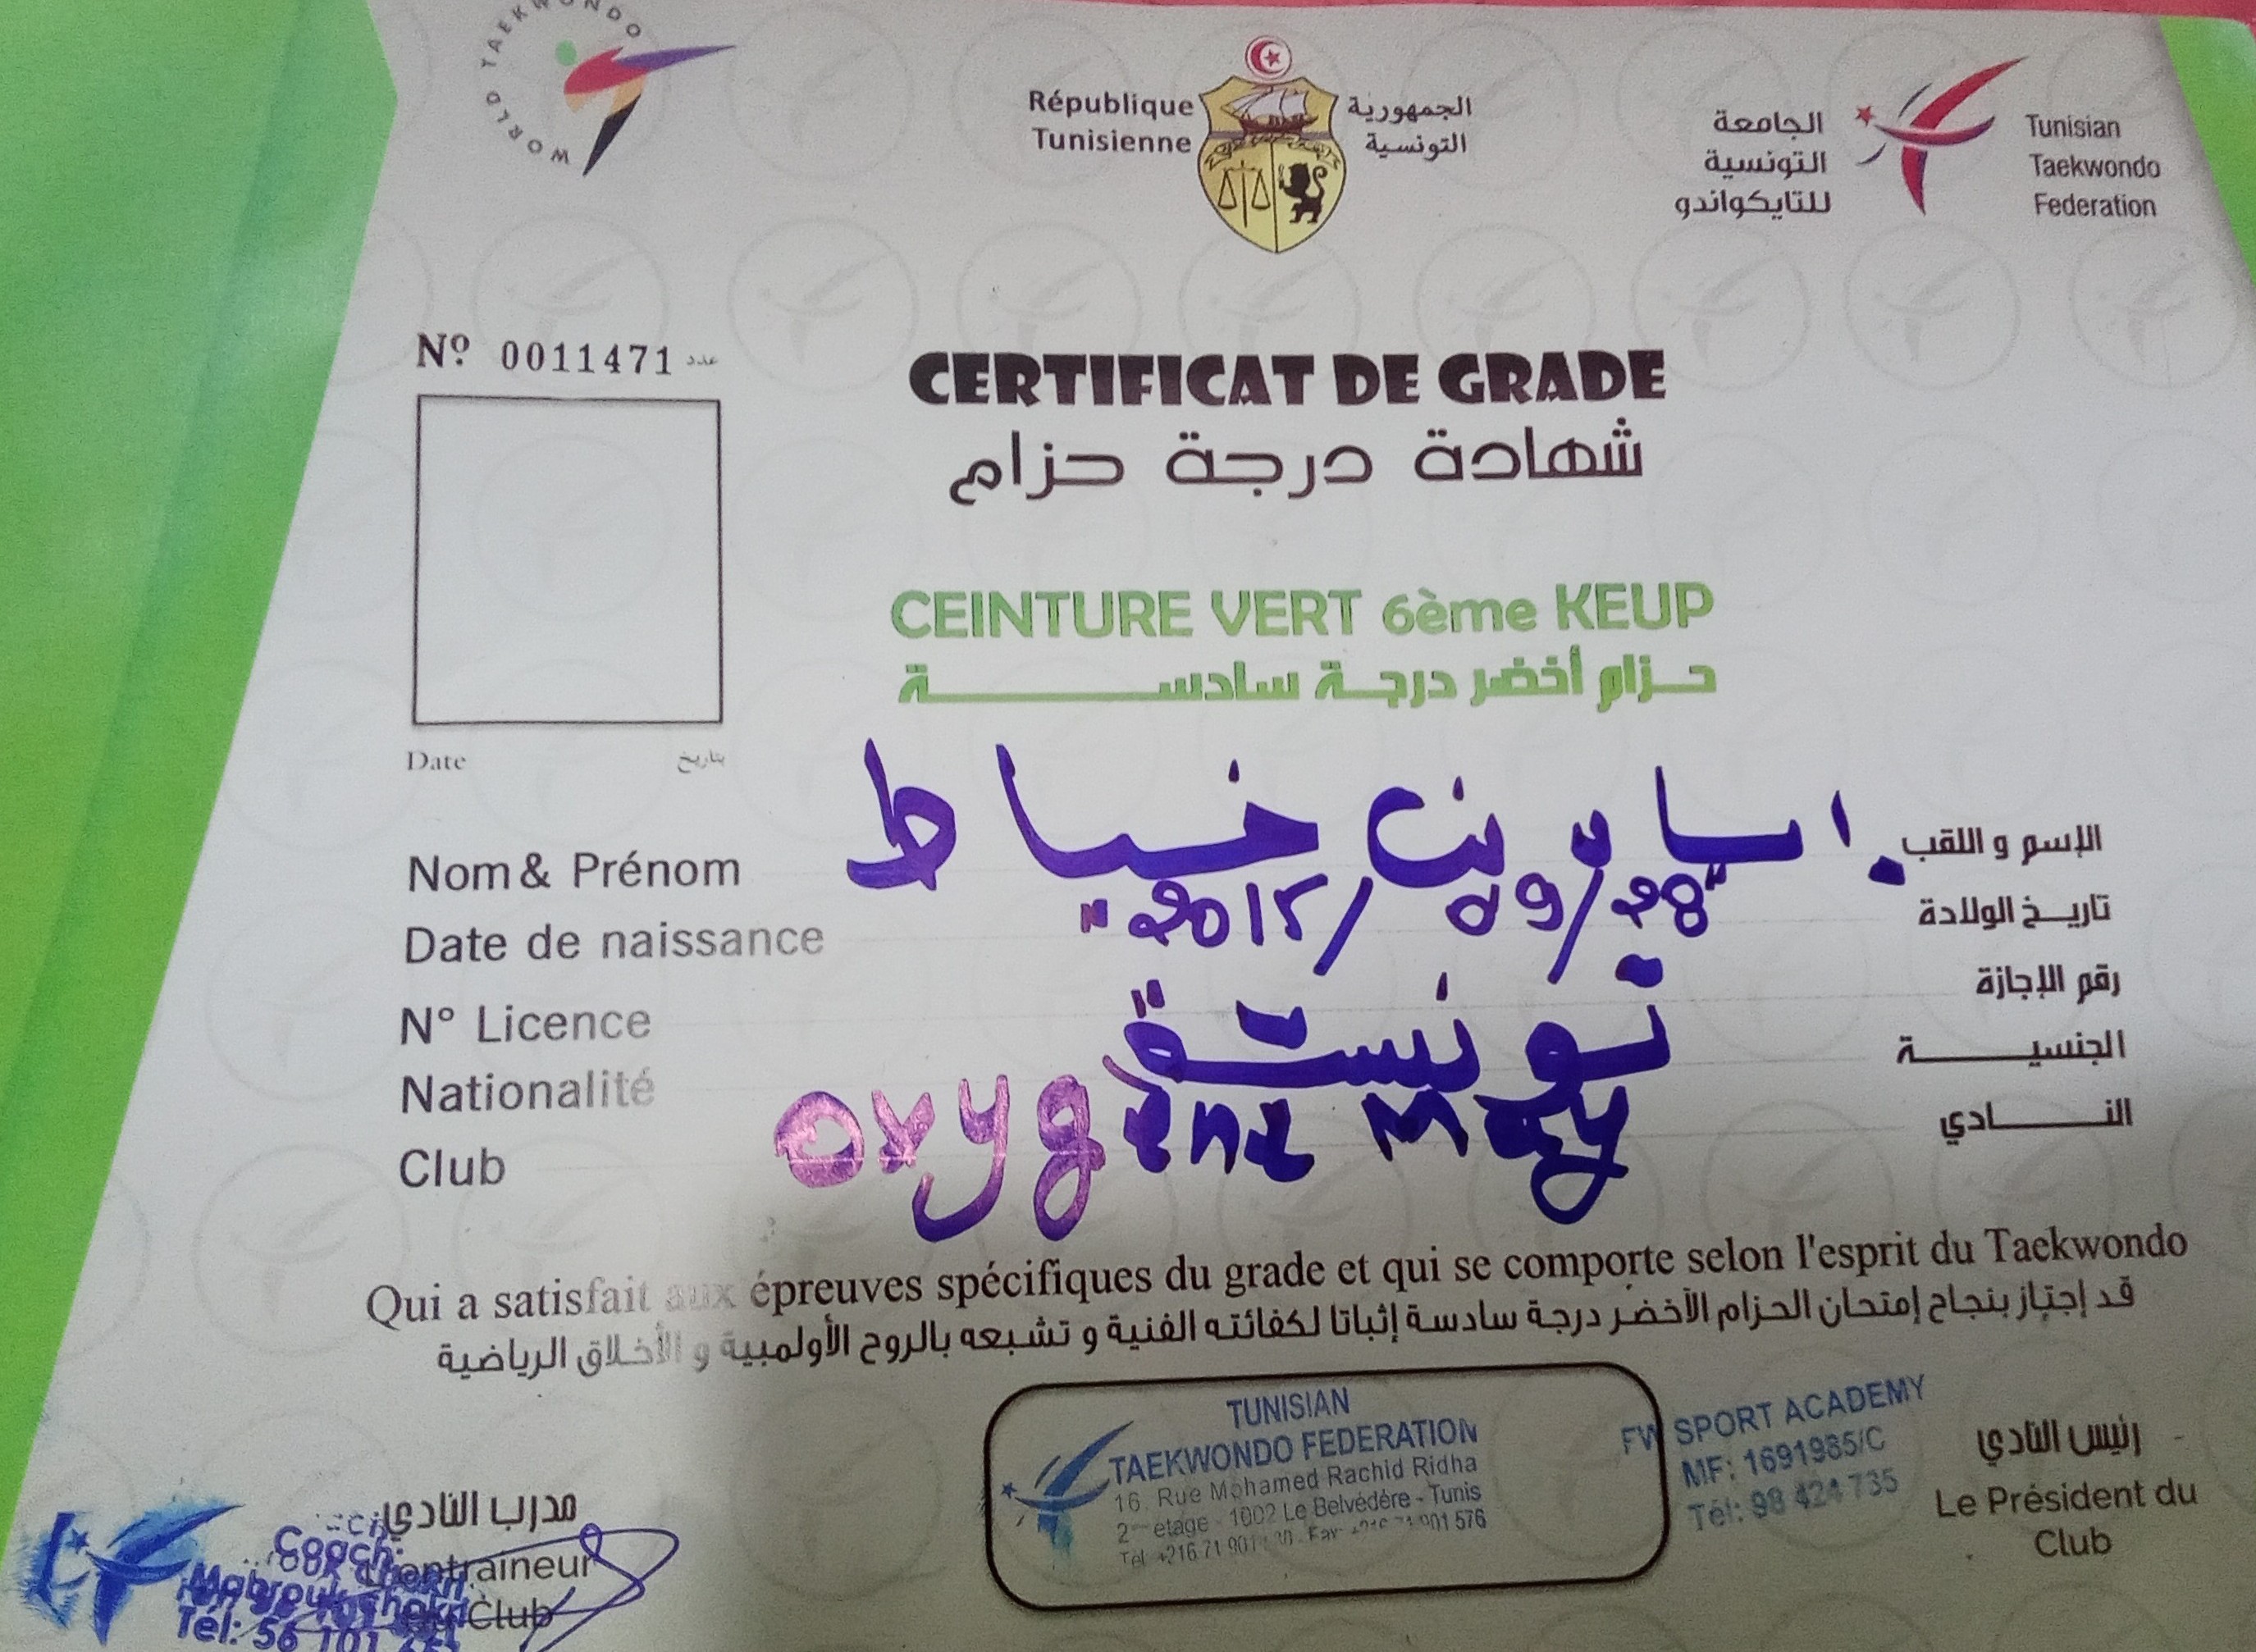 WORLD TAEKWONDO
République Tunisienne
الجمهورية التونسية
الجامعة التونسية للتايكواندو
Tunisian Taekwondo Federation
Nº 0011471 عدد
CERTIFICAT DE GRADE
شهادة درجة حزام
CEINTURE VERT 6ème KEUP
حزام أخضر درجة سادسة
Date بتاريخ
Nom & Prénom خياط الإسم و اللقب
Date de naissance 2015/09/28 تاريخ الولادة
N° Licence رقم الإجازة
Nationalité تونسية الجنسية
Club oxygène النادي
Qui a satisfait aux épreuves spécifiques du grade et qui se comporte selon l'esprit du Taekwondo
قد إجتاز بنجاح إمتحان الحزام الأخضر درجة سادسة إثباتا لكفائته الفنية و تشبعه بالروح الأولمبية و الأخلاق الرياضية
TUNISIAN
TAEKWONDO FEDERATION
16, Rue Mohamed Rachid Ridha
2 etage - 1002 Le Belvédére - Tunis
FW SPORT ACADEMY
MF: 1691985/C
Tél: 98 424 735
رئيس النادي
Le Président du
Club
مدرب النادي
Coach:
Club
Tél: 56 101